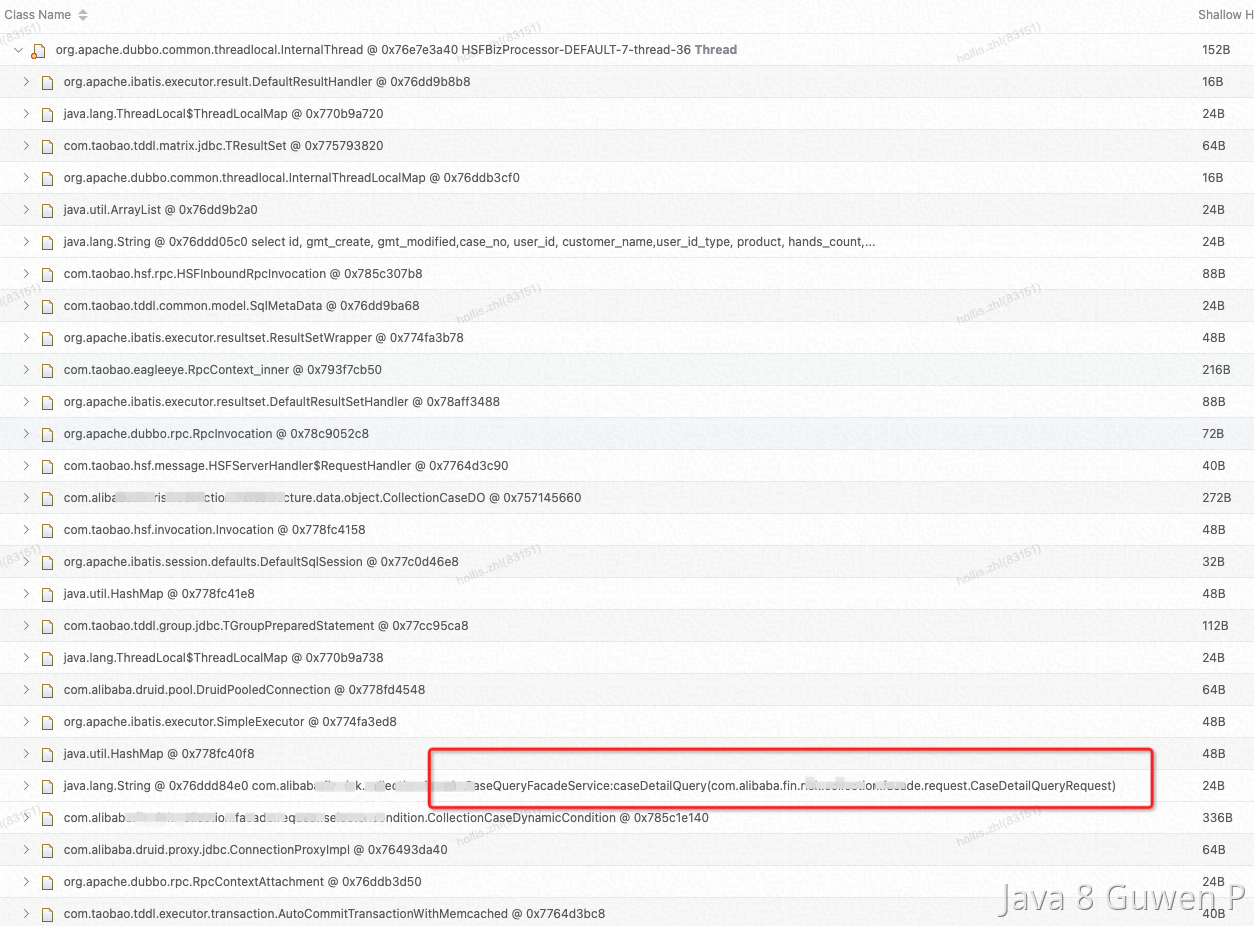 Class Name Shallow H
org.apache.dubbo.common.threadlocal.InternalThread @ 0x76e7e3a40 HSFBizProcessor-DEFAULT-7-thread-36 Thread 152B
org.apache.ibatis.executor.result.DefaultResultHandler @ 0x76dd9b8b8 16B
java.lang.ThreadLocal$ThreadLocalMap @ 0x770b9a720 24B
com.taobao.tddl.matrix.jdbc.TResultSet @ 0x775793820 64B
org.apache.dubbo.common.threadlocal.InternalThreadLocalMap @ 0x76ddb3cf0 16B
java.util.ArrayList @ 0x76dd9b2a0 24B
java.lang.String @ 0x76ddd05c0 select id, gmt_create, gmt_modified,case_no, user_id, customer_name,user_id_type, product, hands_count,... 24B
com.taobao.hsf.rpc.HSFInboundRpcInvocation @ 0x785c307b8 88B
com.taobao.tddl.common.model.SqlMetaData @ 0x76dd9ba68 24B
org.apache.ibatis.executor.resultset.ResultSetWrapper @ 0x774fa3b78 48B
com.taobao.eagleeye.RpcContext_inner @ 0x793f7cb50 216B
org.apache.ibatis.executor.resultset.DefaultResultSetHandler @ 0x78aff3488 88B
org.apache.dubbo.rpc.RpcInvocation @ 0x78c9052c8 72B
com.taobao.hsf.message.HSFServerHandler$RequestHandler @ 0x7764d3c90 40B
com.aliba cture.data.object.CollectionCaseDO @ 0x757145660 272B
com.taobao.hsf.invocation.Invocation @ 0x778fc4158 48B
org.apache.ibatis.session.defaults.DefaultSqlSession @ 0x77c0d46e8 32B
java.util.HashMap @ 0x778fc41e8 48B
com.taobao.tddl.group.jdbc.TGroupPreparedStatement @ 0x77cc95ca8 112B
java.lang.ThreadLocal$ThreadLocalMap @ 0x770b9a738 24B
com.alibaba.druid.pool.DruidPooledConnection @ 0x778fd4548 64B
org.apache.ibatis.executor.SimpleExecutor @ 0x774fa3ed8 48B
java.util.HashMap @ 0x778fc40f8 48B
java.lang.String @ 0x76ddd84e0 com.alibaba CaseQueryFacadeService:caseDetailQuery(com.alibaba.fin. .request.CaseDetailQueryRequest) 24B
com.alibab ndition.CollectionCaseDynamicCondition @ 0x785c1e140 336B
com.alibaba.druid.proxy.jdbc.ConnectionProxyImpl @ 0x76493da40 64B
org.apache.dubbo.rpc.RpcContextAttachment @ 0x76ddb3d50 24B
com.taobao.tddl.executor.transaction.AutoCommitTransactionWithMemcached @ 0x7764d3bc8 40B
hollis.zhl(83151)
Java 8 Guwen P